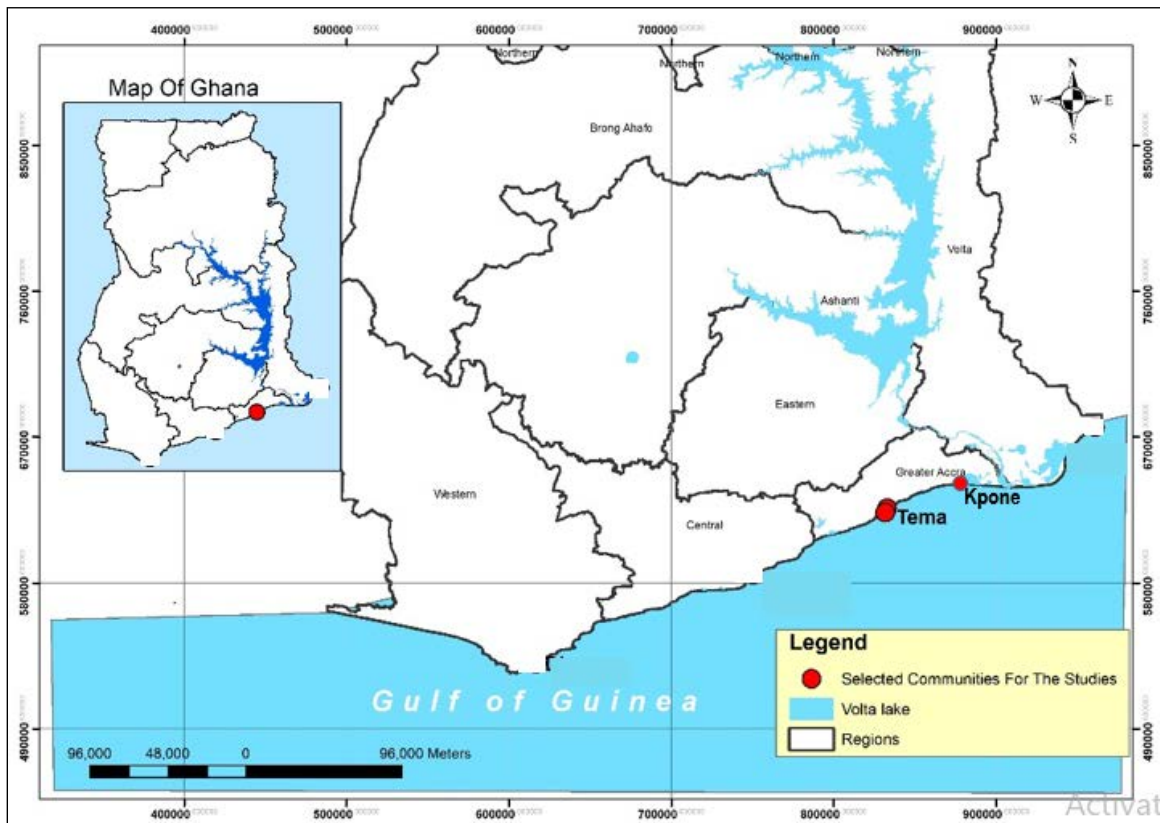 400000
500000
600000
700000
800000
900000
Map Of Ghana
Northern
Northern
Northern
Northern
N
W
E
S
Brong Ahafo
850000
850000
Volta
760000
760000
Ashanti
Eastern
670000
670000
Greater Accra
Kpone
Western
Tema
Central
580000
580000
Legend
Selected Communities For The Studies
Volta lake
Regions
Gulf of Guinea
490000
490000
96,000 48,000 0 96,000 Meters
400000
500000
600000
700000
800000
900000
Activat